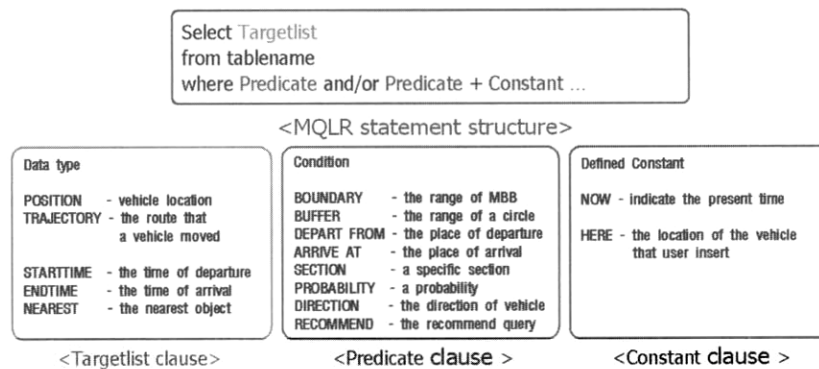 Select Targetlist
from tablename
where Predicate and/or Predicate + Constant ...
<MQLR statement structure>
Data type
POSITION - vehicle location
TRAJECTORY - the route that
a vehicle moved
STARTTIME - the time of departure
ENDTIME - the time of arrival
NEAREST - the nearest object
<Targetlist clause>
Condition
BOUNDARY - the range of MBB
BUFFER - the range of a circle
DEPART FROM - the place of departure
ARRIVE AT - the place of arrival
SECTION - a specific section
PROBABILITY - a probability
DIRECTION - the direction of vehicle
RECOMMEND - the recommend query
<Predicate clause >
Defined Constant
NOW - indicate the present time
HERE - the location of the vehicle
that user insert
<Constant clause >